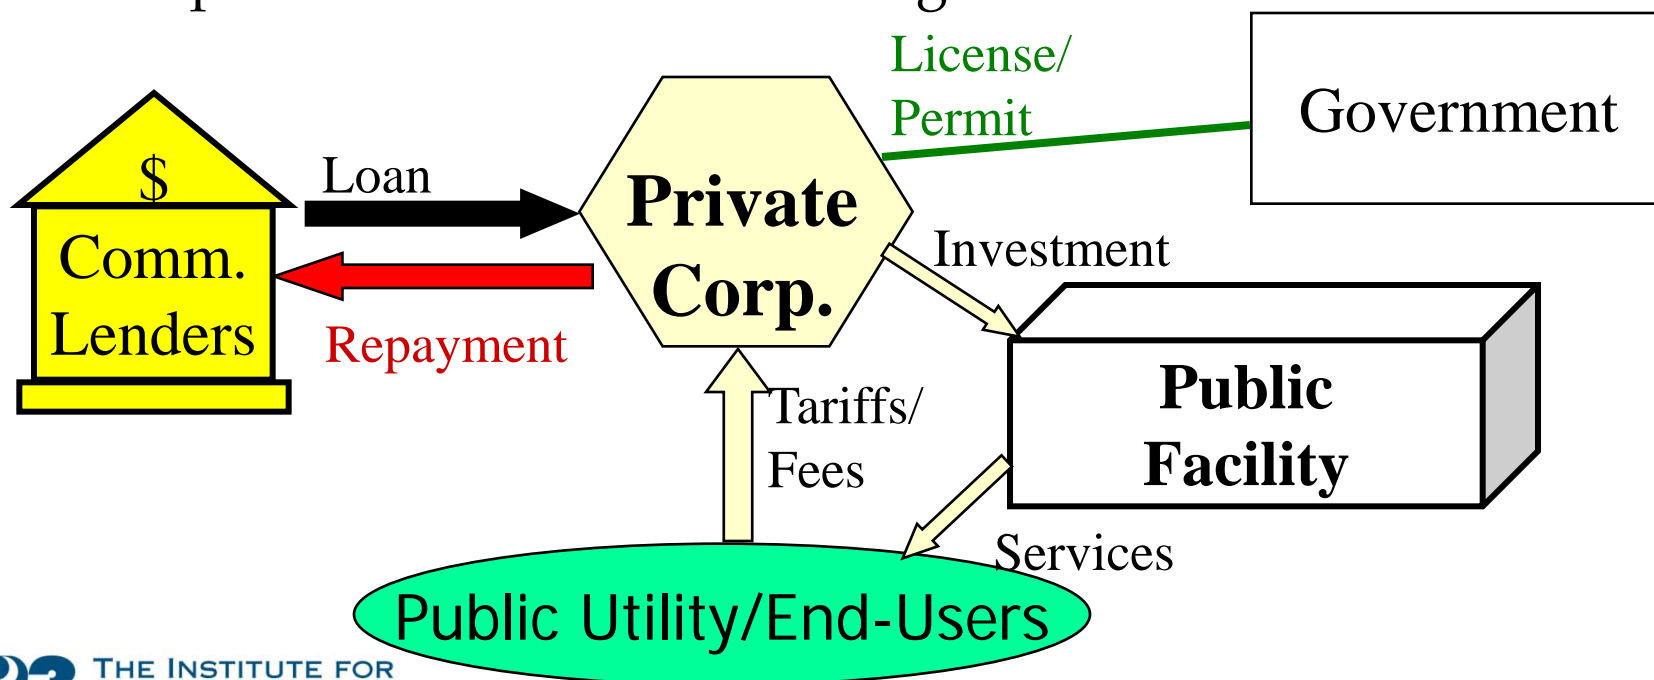 License/
Permit
Government
$
Loan
Comm.
Lenders
Private
Corp.
Investment
Repayment
Tariffs/
Fees
Public
Facility
Services
Public Utility/End-Users
THE INSTITUTE FOR